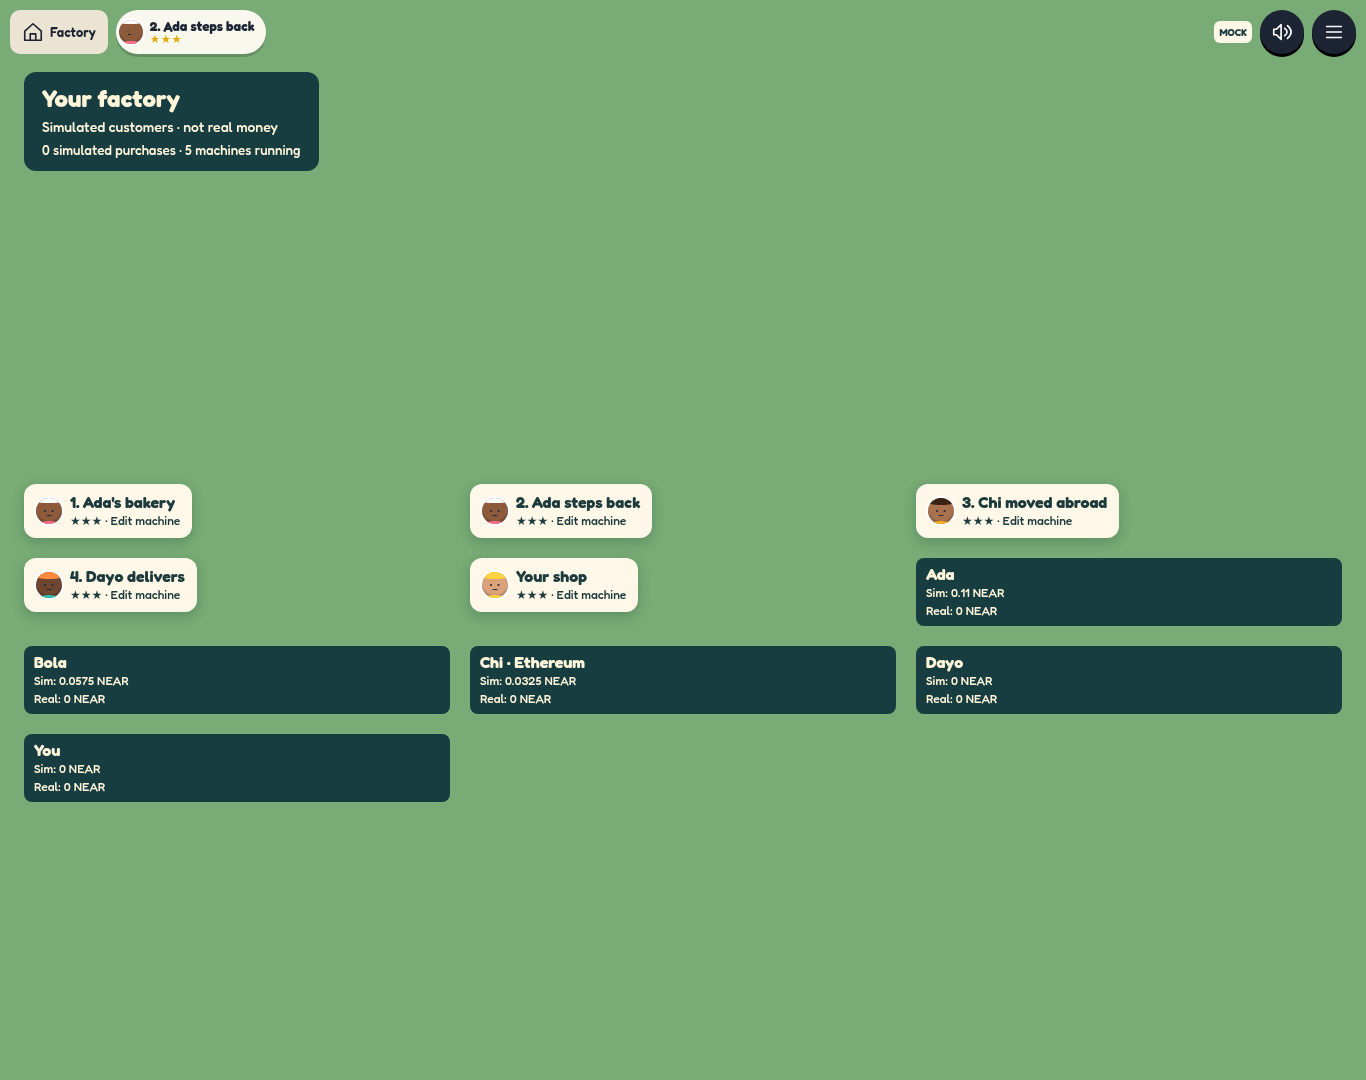 Factory
2. Ada steps back
★★★
MOCK
Your factory
Simulated customers · not real money
0 simulated purchases · 5 machines running
1. Ada's bakery
★★★ · Edit machine
2. Ada steps back
★★★ · Edit machine
3. Chi moved abroad
★★★ · Edit machine
4. Dayo delivers
★★★ · Edit machine
Your shop
★★★ · Edit machine
Ada
Sim: 0.11 NEAR
Real: 0 NEAR
Bola
Sim: 0.0575 NEAR
Real: 0 NEAR
Chi · Ethereum
Sim: 0.0325 NEAR
Real: 0 NEAR
Dayo
Sim: 0 NEAR
Real: 0 NEAR
You
Sim: 0 NEAR
Real: 0 NEAR